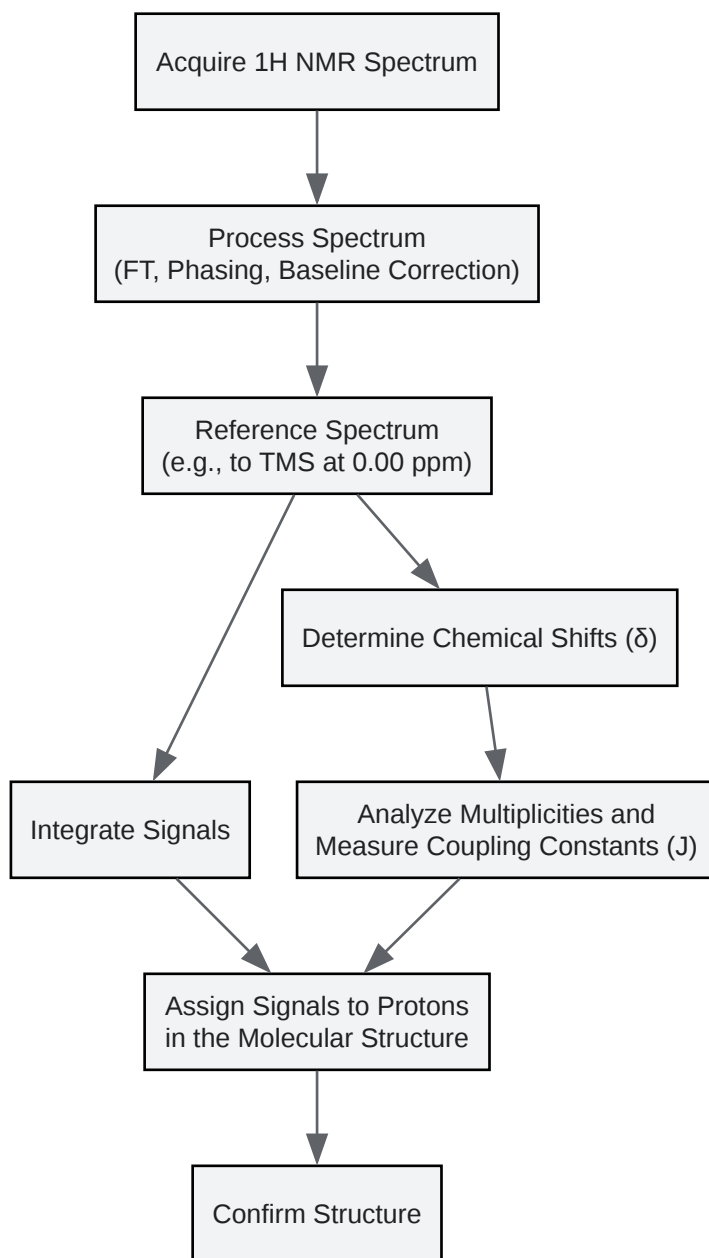 Acquire 1H NMR Spectrum
Process Spectrum
(FT, Phasing, Baseline Correction)
Reference Spectrum
(e.g., to TMS at 0.00 ppm)
Determine Chemical Shifts (δ)
Integrate Signals
Analyze Multiplicities and
Measure Coupling Constants (J)
Assign Signals to Protons
in the Molecular Structure
Confirm Structure